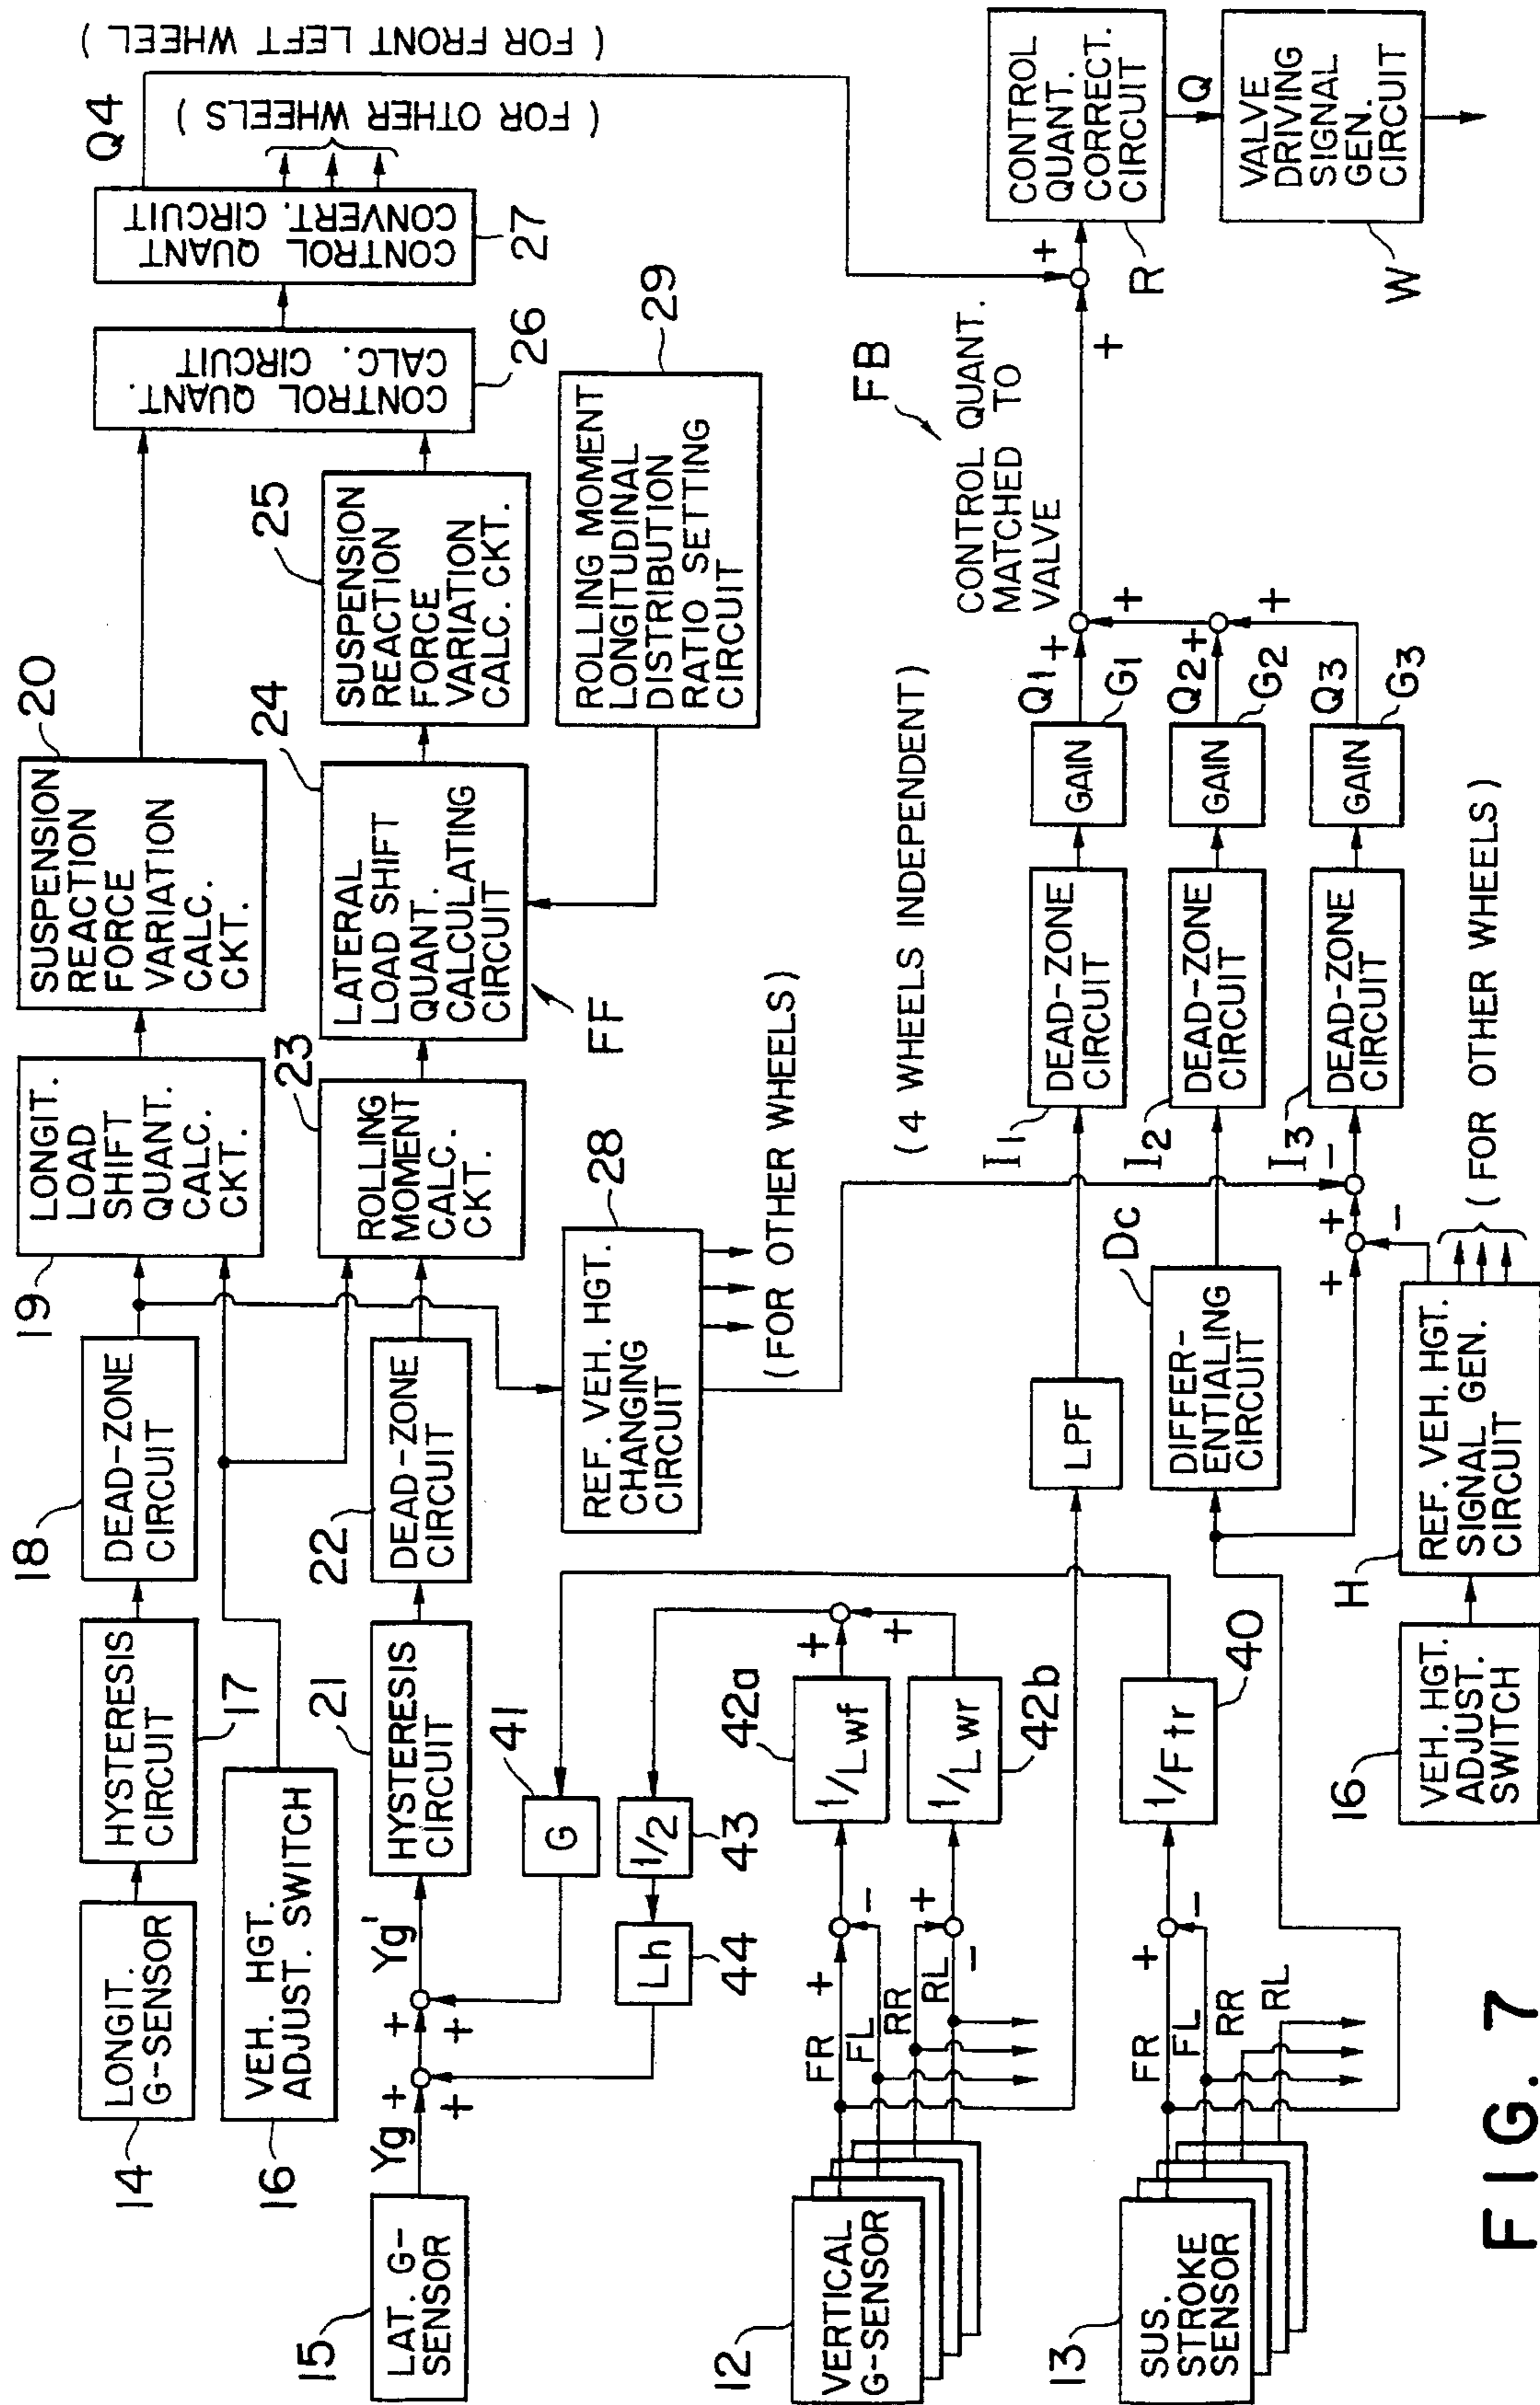 14
LONGIT.
G-SENSOR
HYSTERESIS
CIRCUIT
17
18
DEAD-ZONE
CIRCUIT
19
LONGIT.
LOAD
SHIFT
QUANT.
CALC.
CKT.
20
SUSPENSION
REACTION
FORCE
VARIATION
CALC.
CKT.
16
VEH. HGT.
ADJUST. SWITCH
15
LAT. G-
SENSOR
Yg
+
+
+
+
Yg'
21
HYSTERESIS
CIRCUIT
22
DEAD-ZONE
CIRCUIT
23
ROLLING
MOMENT
CALC.
CKT.
24
LATERAL
LOAD SHIFT
QUANT.
CALCULATING
CIRCUIT
FF
25
SUSPENSION
REACTION
FORCE
VARIATION
CALC. CKT.
CONTROL QUANT.
CALC. CIRCUIT
26
CONTROL QUANT
CONVERT. CIRCUIT
27
Q4
(FOR OTHER WHEELS)
(FOR FRONT LEFT WHEEL)
29
ROLLING MOMENT
LONGITUDINAL
DISTRIBUTION
RATIO SETTING
CIRCUIT
28
REF. VEH. HGT.
CHANGING
CIRCUIT
(FOR OTHER WHEELS)
41
G
1/2
43
Lh
44
12
VERTICAL
G-SENSOR
FR
FL
RR
RL
+
-
+
-
42a
1/Lwf
1/Lwr
42b
+
+
LPF
(4 WHEELS INDEPENDENT)
I1
DEAD-ZONE
CIRCUIT
GAIN
G1
Q1
+
+
CONTROL QUANT.
MATCHED TO
VALVE
FB
+
+
R
CONTROL
QUANT.
CORRECT.
CIRCUIT
Q
VALVE
DRIVING
SIGNAL
GEN.
CIRCUIT
W
13
SUS.
STROKE
SENSOR
FR
FL
RR
RL
+
-
1/Ftr
40
Dc
DIFFER-
ENTIALING
CIRCUIT
I2
DEAD-ZONE
CIRCUIT
GAIN
G2
Q2
+
+
16
VEH. HGT.
ADJUST.
SWITCH
H
REF. VEH. HGT.
SIGNAL GEN.
CIRCUIT
(FOR OTHER WHEELS)
+
-
+
-
I3
DEAD-ZONE
CIRCUIT
GAIN
G3
Q3
FIG. 7